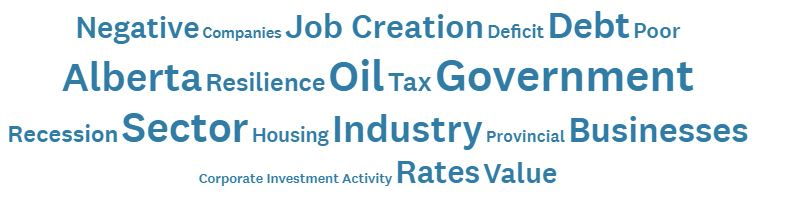 Negative Companies Job Creation Deficit Debt Poor
Alberta Resilience Oil Tax Government
Recession Sector Housing Industry Provincial Businesses
Corporate Investment Activity Rates Value